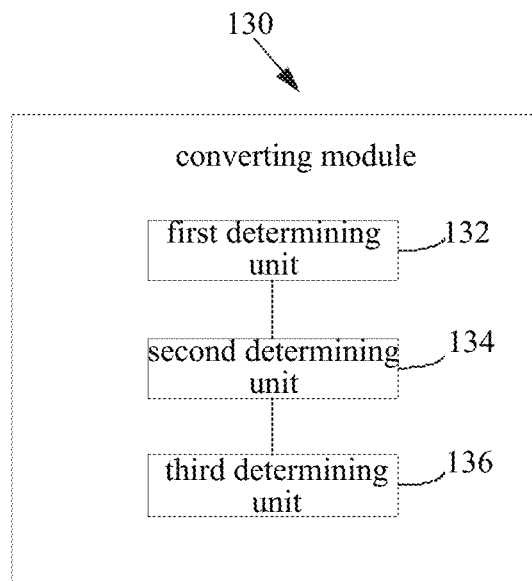 130
converting module
first determining
unit
132
second determining
unit
134
third determining
unit
136